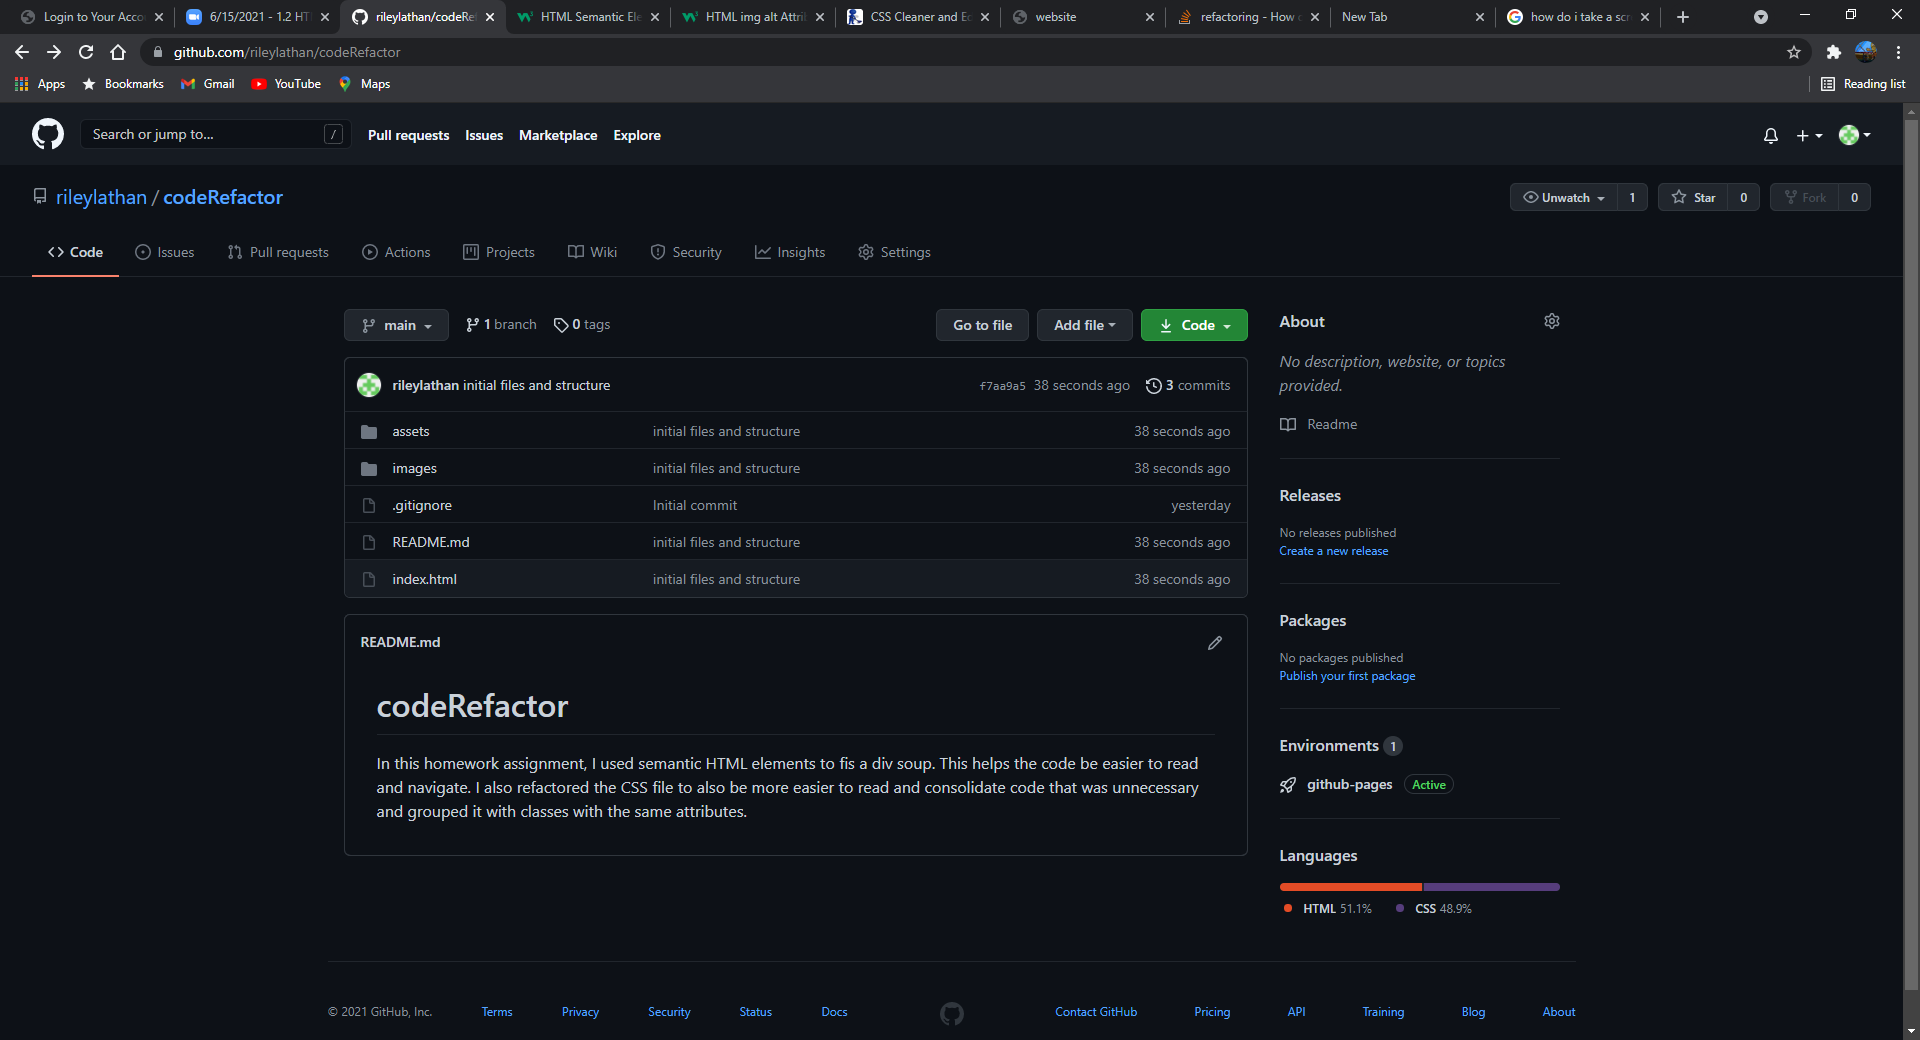 Login to Your Acco
6/15/2021 - 1.2 HT
rileylathan/codeRef
HTML Semantic Ele
HTML img alt Attrib
CSS Cleaner and
website
refactoring - How
New Tab
how do i take a scr
github.com/rileylathan/codeRefactor
Apps Bookmarks Gmail YouTube Maps
Reading list
Search or jump to... /
Pull requests Issues Marketplace Explore
rileylathan / codeRefactor
Unwatch 1 Star 0 Fork 0
Code Issues Pull requests Actions Projects Wiki Security Insights Settings
main 1 branch 0 tags
Go to file Add file Code
rileylathan initial files and structure f7aa9a5 38 seconds ago 3 commits
assets initial files and structure 38 seconds ago
images initial files and structure 38 seconds ago
.gitignore Initial commit yesterday
README.md initial files and structure 38 seconds ago
index.html initial files and structure 38 seconds ago
README.md
codeRefactor
In this homework assignment, I used semantic HTML elements to fis a div soup. This helps the code be easier to read
and navigate. I also refactored the CSS file to also be more easier to read and consolidate code that was unnecessary
and grouped it with classes with the same attributes.
About
No description, website, or topics
provided.
Readme
Releases
No releases published
Create a new release
Packages
No packages published
Publish your first package
Environments 1
github-pages Active
Languages
HTML 51.1% CSS 48.9%
© 2021 GitHub, Inc. Terms Privacy Security Status Docs Contact GitHub Pricing API Training Blog About